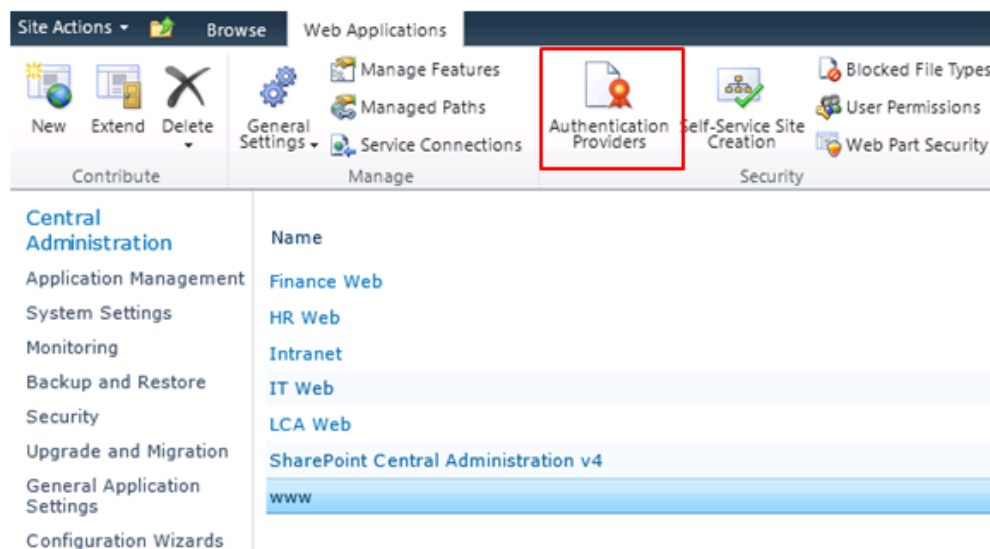 Site Actions
Browse
Web Applications
New
Extend
Delete
General
Settings
Manage Features
Managed Paths
Service Connections
Authentication
Providers
Self-Service Site
Creation
Blocked File Types
User Permissions
Web Part Security
Contribute
Manage
Security
Central
Administration
Application Management
System Settings
Monitoring
Backup and Restore
Security
Upgrade and Migration
General Application
Settings
Configuration Wizards
Name
Finance Web
HR Web
Intranet
IT Web
LCA Web
SharePoint Central Administration v4
www